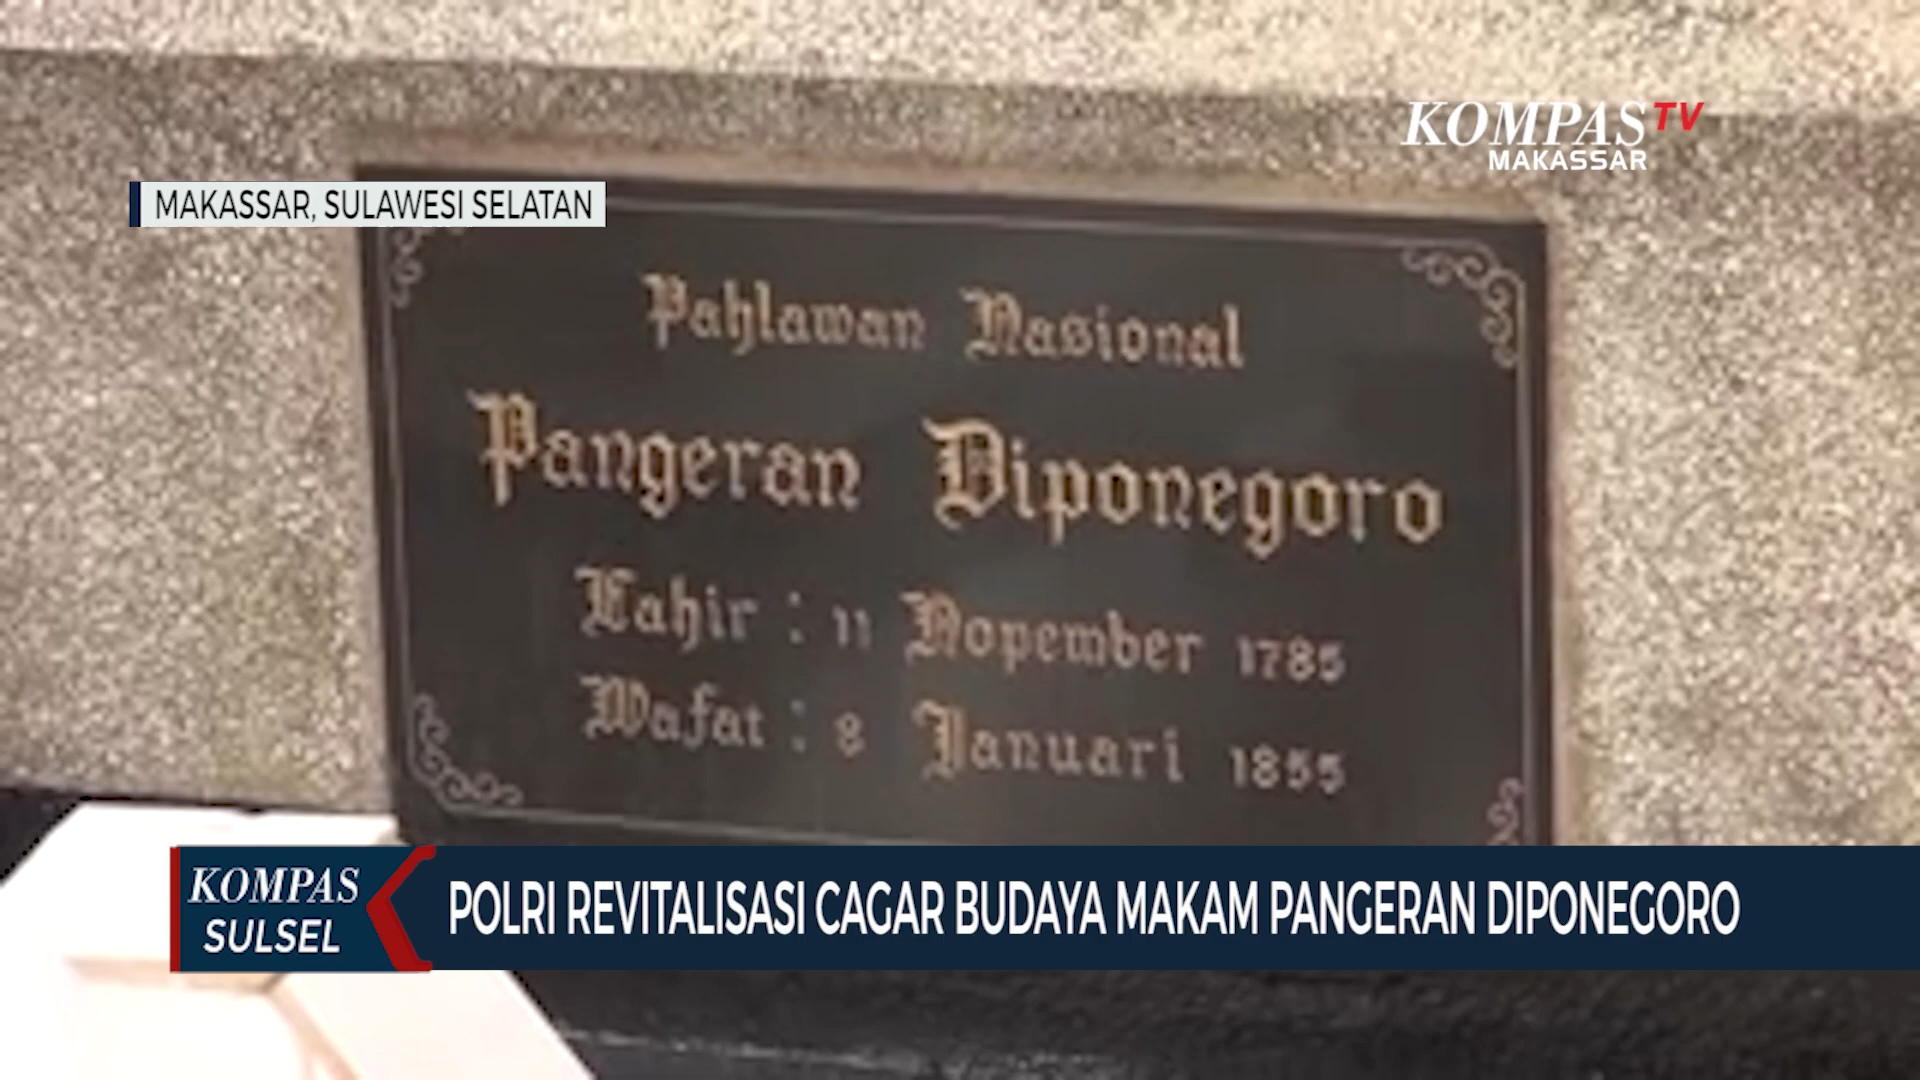 KOMPAS TV
MAKASSAR
MAKASSAR, SULAWESI SELATAN
Pahlawan Nasional
Pangeran Diponegoro
Lahir : 11 Nopember 1785
Wafat : 8 Januari 1855
KOMPAS
SULSEL
POLRI REVITALISASI CAGAR BUDAYA MAKAM PANGERAN DIPONEGORO